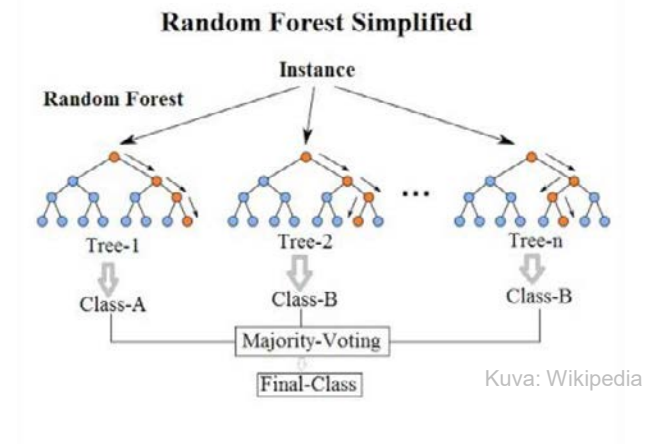 Random Forest Simplified
Instance
Random Forest
...
Tree-1
Tree-2
Tree-n
Class-A
Class-B
Class-B
Majority-Voting
Final-Class
Kuva: Wikipedia